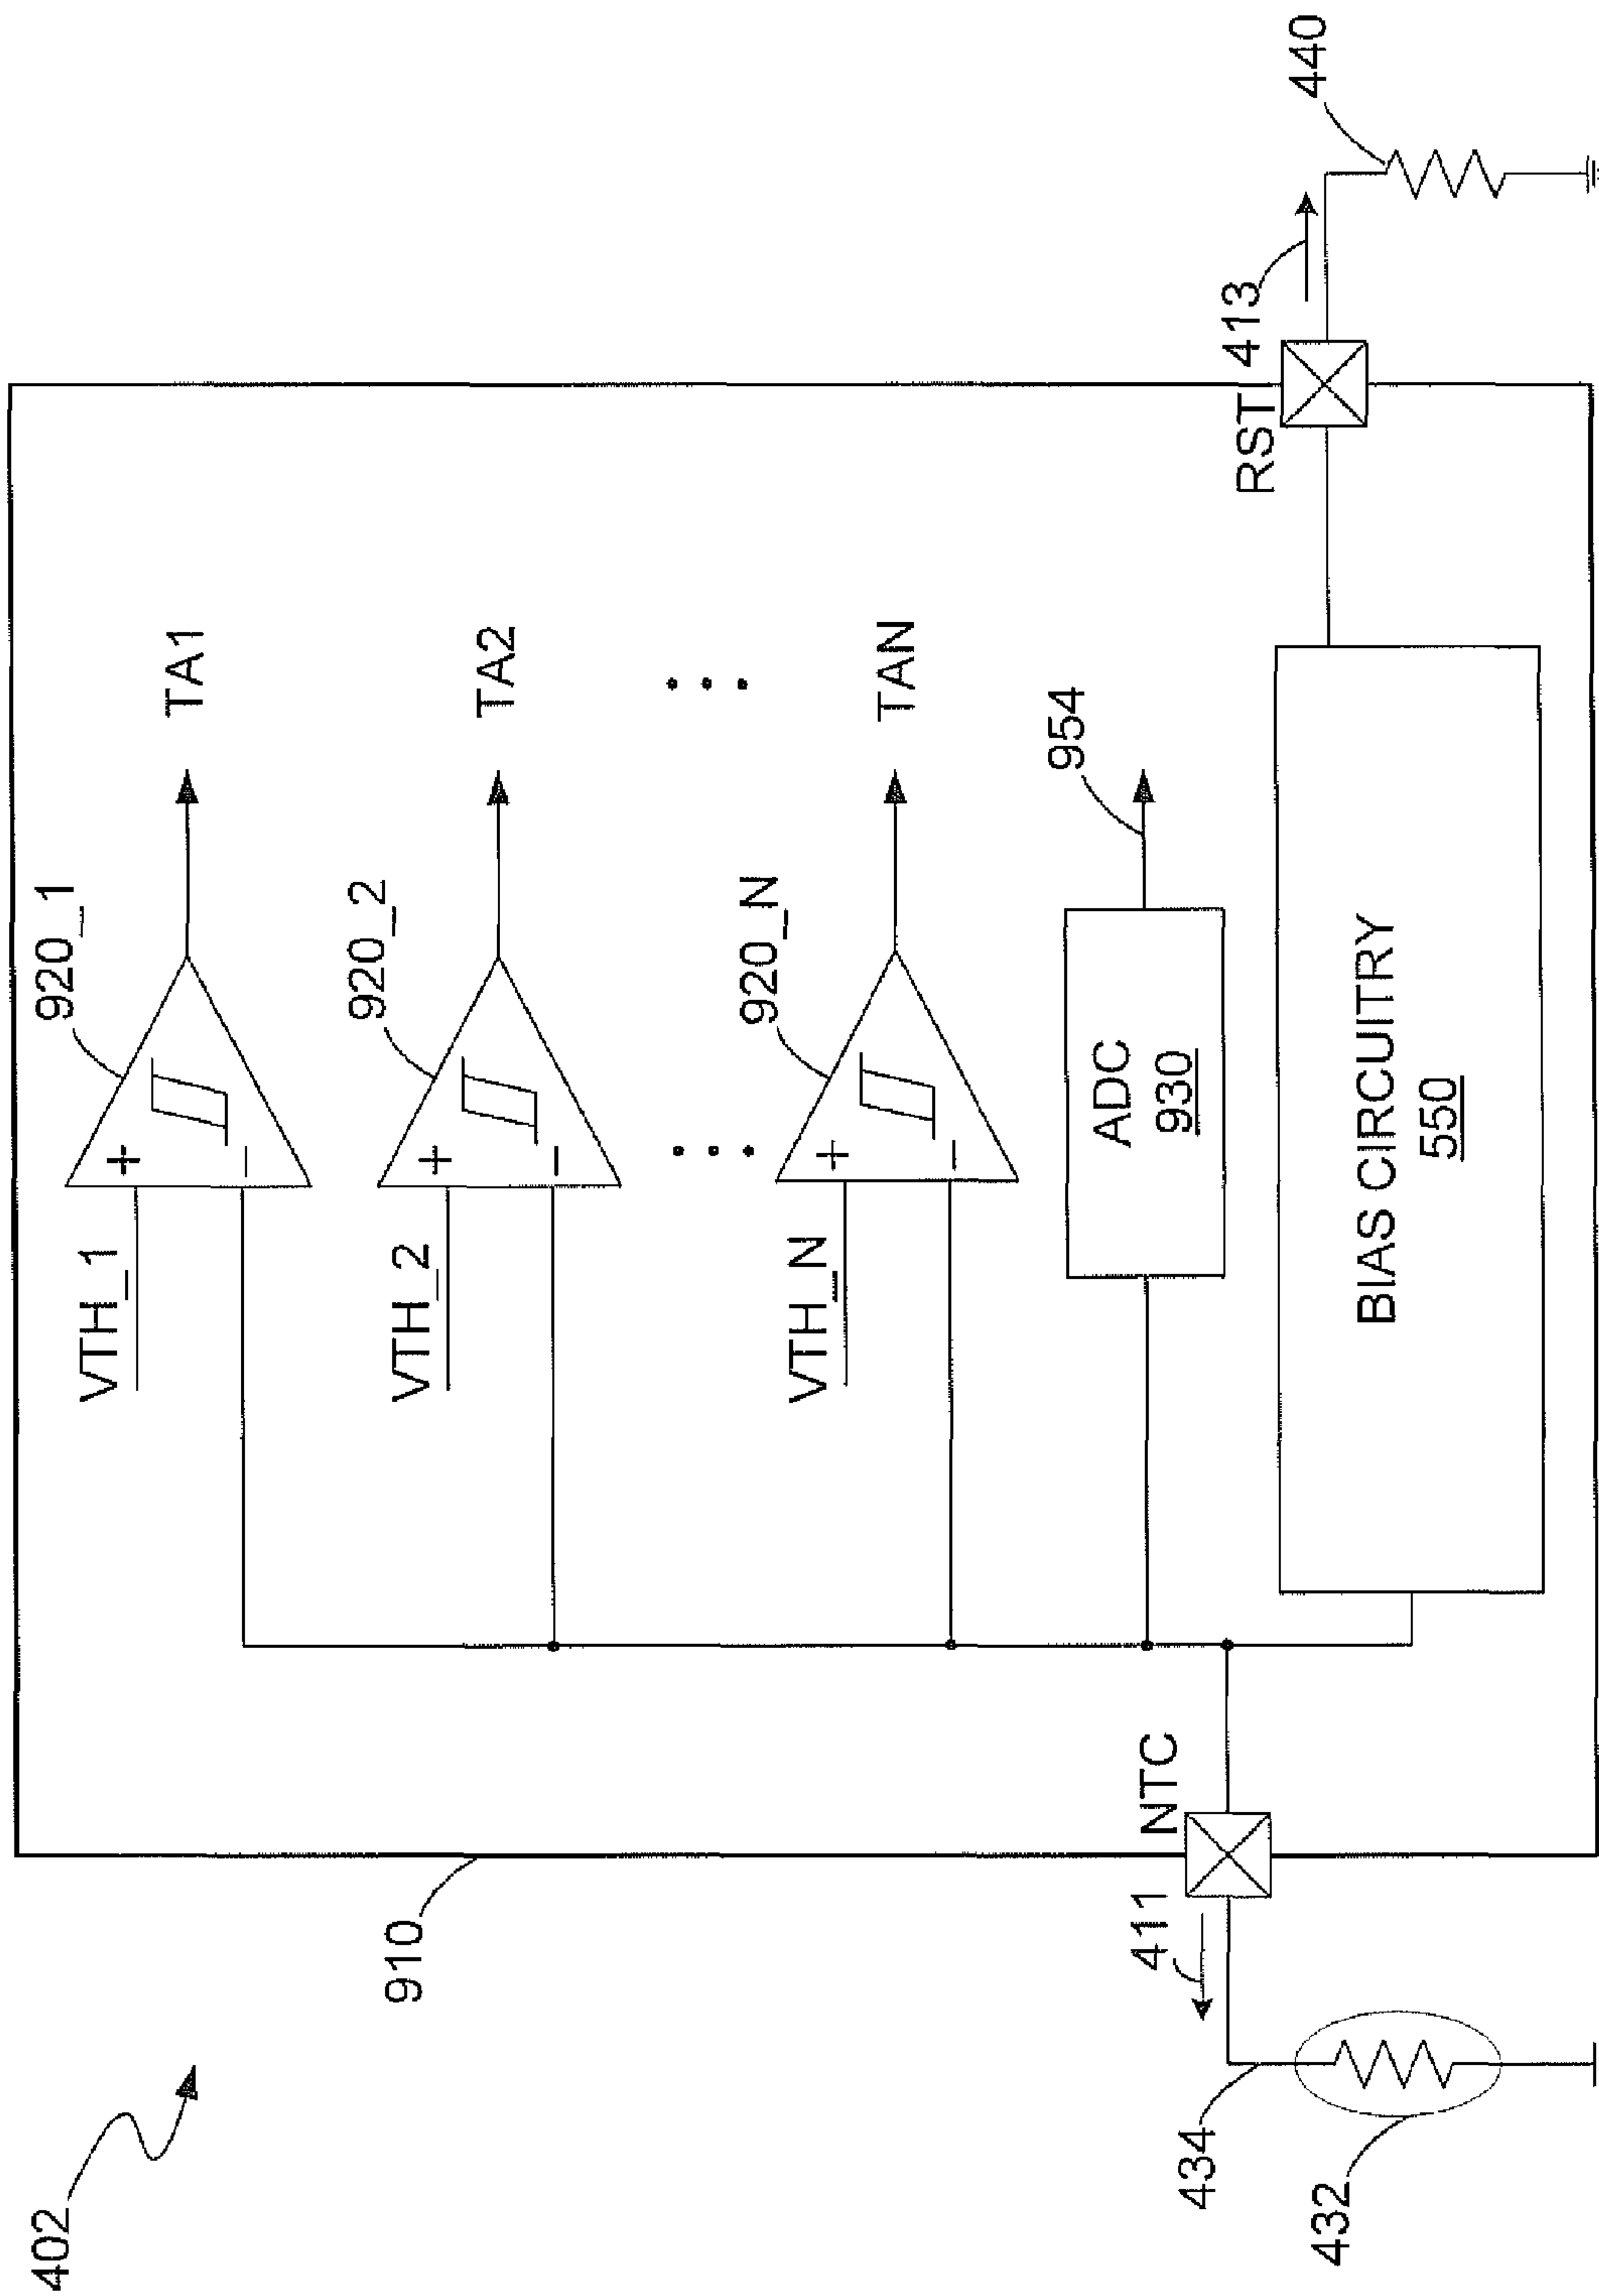 402
910
VTH_1
920_1
TA1
VTH_2
920_2
TA2
VTH_N
920_N
TAN
ADC
930
954
NTC
411
434
432
BIAS CIRCUITRY
550
RST
413
440
+
−
+
−
+
−